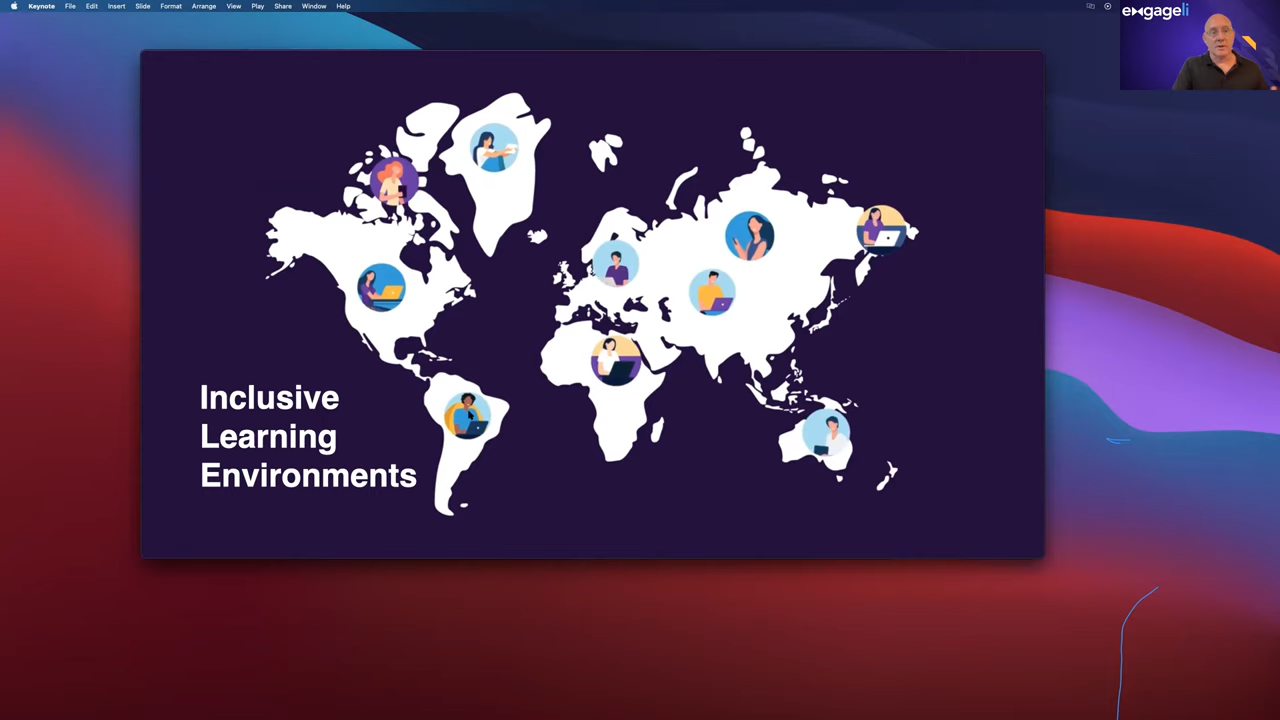 Keynote File Edit Insert Slide Format Arrange View Play Share Window Help
engageli
Inclusive
Learning
Environments